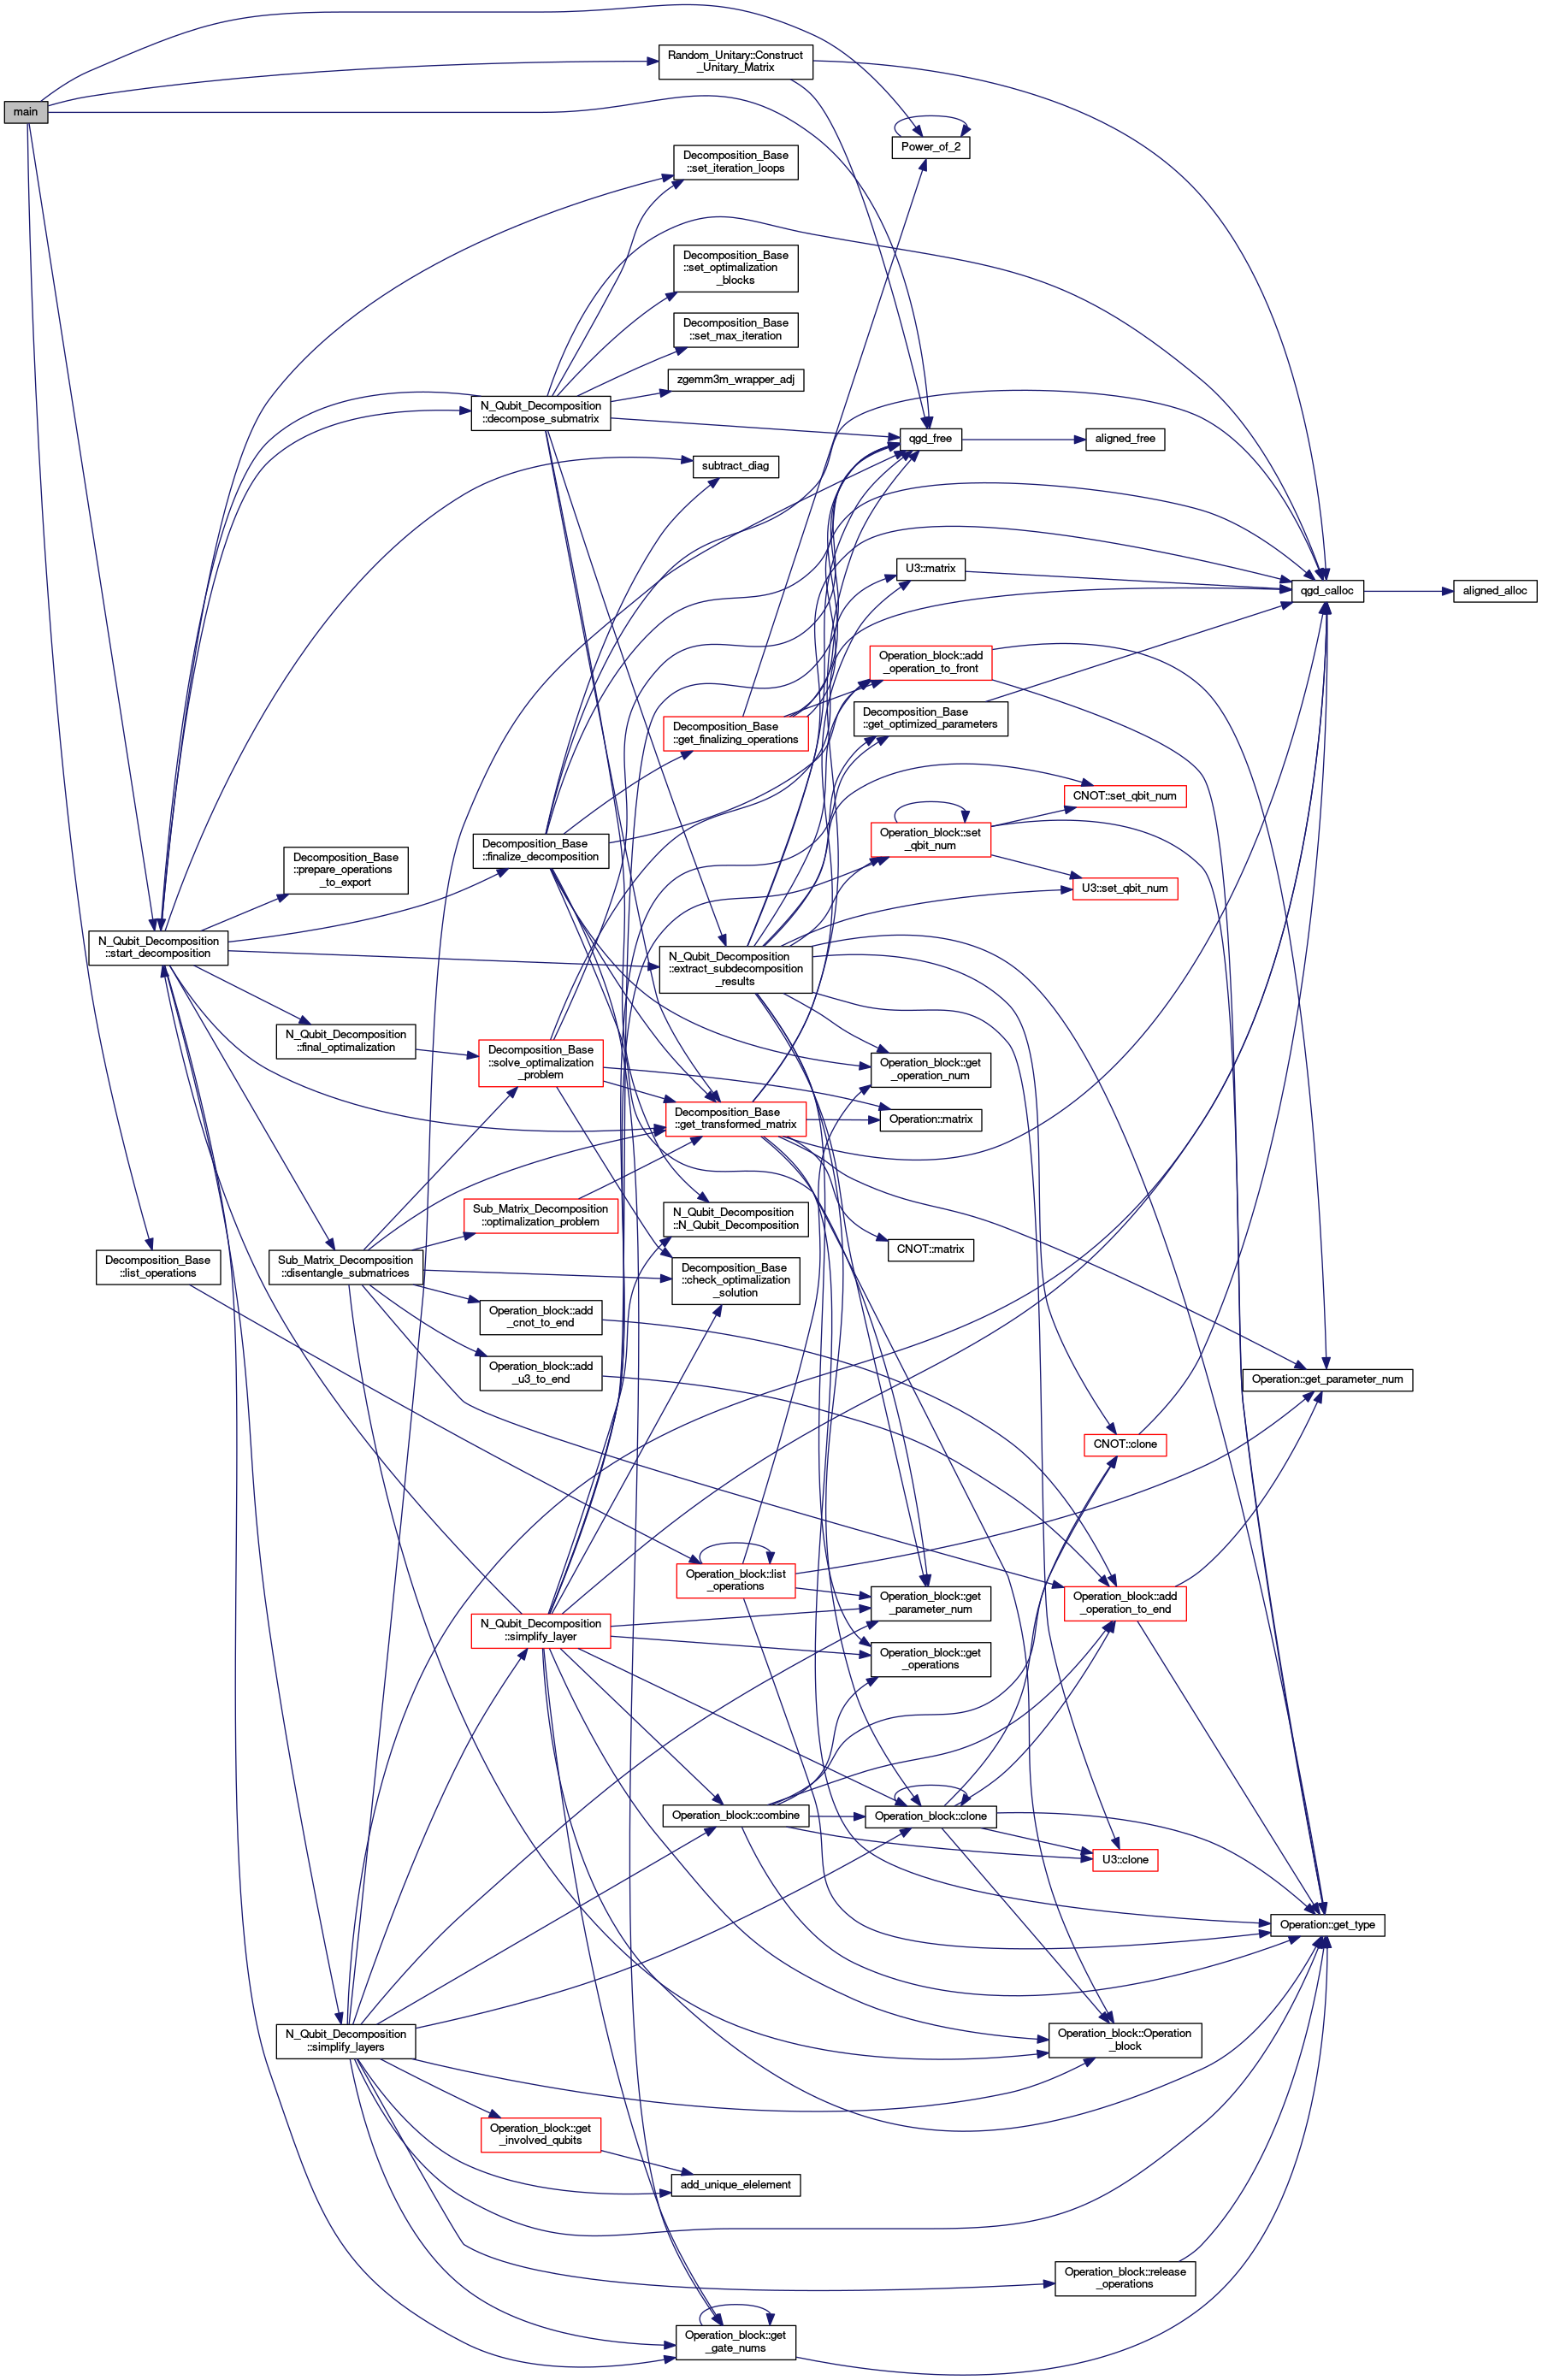 main
Random_Unitary::Construct
_Unitary_Matrix
Power_of_2
Decomposition_Base
::set_iteration_loops
Decomposition_Base
::set_optimalization
_blocks
Decomposition_Base
::set_max_iteration
zgemm3m_wrapper_adj
N_Qubit_Decomposition
::decompose_submatrix
qgd_free
aligned_free
subtract_diag
U3::matrix
qgd_calloc
aligned_alloc
Operation_block::add
_operation_to_front
Decomposition_Base
::get_optimized_parameters
Decomposition_Base
::get_finalizing_operations
CNOT::set_qbit_num
Operation_block::set
_qbit_num
Decomposition_Base
::finalize_decomposition
Decomposition_Base
::prepare_operations
_to_export
U3::set_qbit_num
N_Qubit_Decomposition
::start_decomposition
N_Qubit_Decomposition
::extract_subdecomposition
_results
N_Qubit_Decomposition
::final_optimalization
Decomposition_Base
::solve_optimalization
_problem
Operation_block::get
_operation_num
Decomposition_Base
::get_transformed_matrix
Operation::matrix
Sub_Matrix_Decomposition
::optimalization_problem
N_Qubit_Decomposition
::N_Qubit_Decomposition
CNOT::matrix
Decomposition_Base
::list_operations
Sub_Matrix_Decomposition
::disentangle_submatrices
Decomposition_Base
::check_optimalization
_solution
Operation_block::add
_cnot_to_end
Operation_block::add
_u3_to_end
Operation::get_parameter_num
CNOT::clone
Operation_block::list
_operations
Operation_block::get
_parameter_num
Operation_block::add
_operation_to_end
N_Qubit_Decomposition
::simplify_layer
Operation_block::get
_operations
Operation_block::combine
Operation_block::clone
U3::clone
Operation::get_type
N_Qubit_Decomposition
::simplify_layers
Operation_block::Operation
_block
Operation_block::get
_involved_qubits
add_unique_elelement
Operation_block::release
_operations
Operation_block::get
_gate_nums